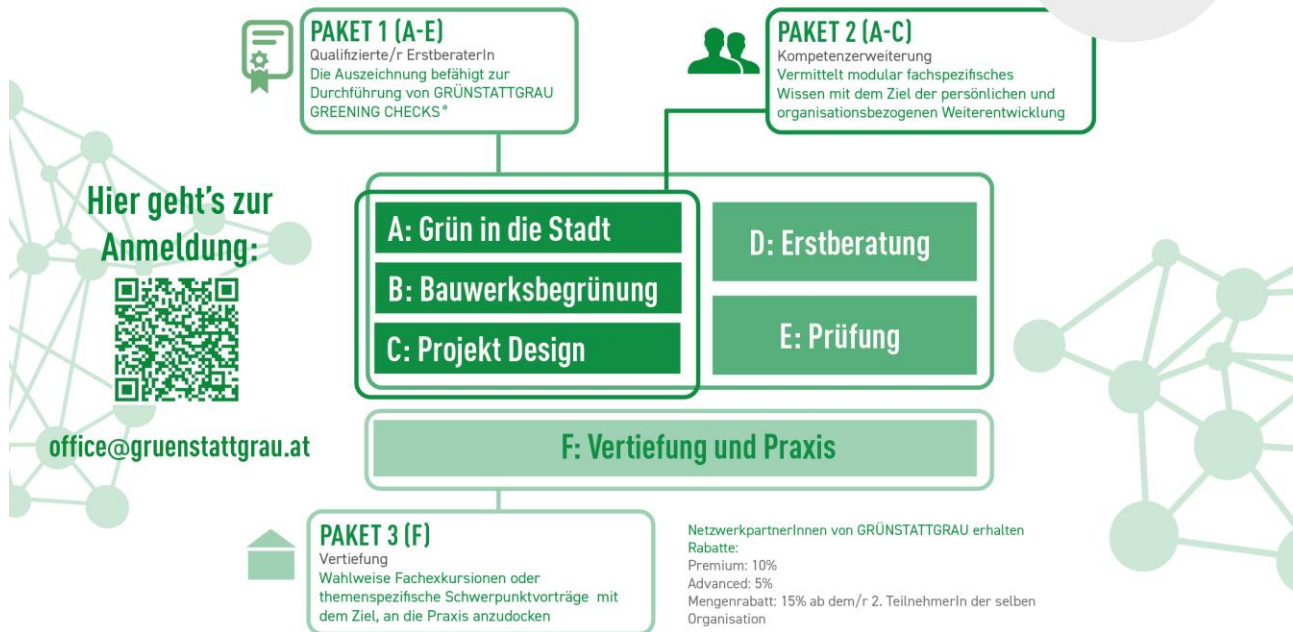 PAKET 1 (A-E)
Qualifizierte/r ErstberaterIn
Die Auszeichnung befähigt zur
Durchführung von GRÜNSTATTGRAU
GREENING CHECKS*
PAKET 2 (A-C)
Kompetenzerweiterung
Vermittelt modular fachspezifisches
Wissen mit dem Ziel der persönlichen und
organisationsbezogenen Weiterentwicklung
Hier geht's zur
Anmeldung:
office@gruenstattgrau.at
A: Grün in die Stadt
B: Bauwerksbegrünung
C: Projekt Design
D: Erstberatung
E: Prüfung
F: Vertiefung und Praxis
PAKET 3 (F)
Vertiefung
Wahlweise Fachexkursionen oder
themenspezifische Schwerpunktvorträge mit
dem Ziel, an die Praxis anzudocken
NetzwerkpartnerInnen von GRÜNSTATTGRAU erhalten
Rabatte:
Premium: 10%
Advanced: 5%
Mengenrabatt: 15% ab dem/r 2. TeilnehmerIn der selben
Organisation